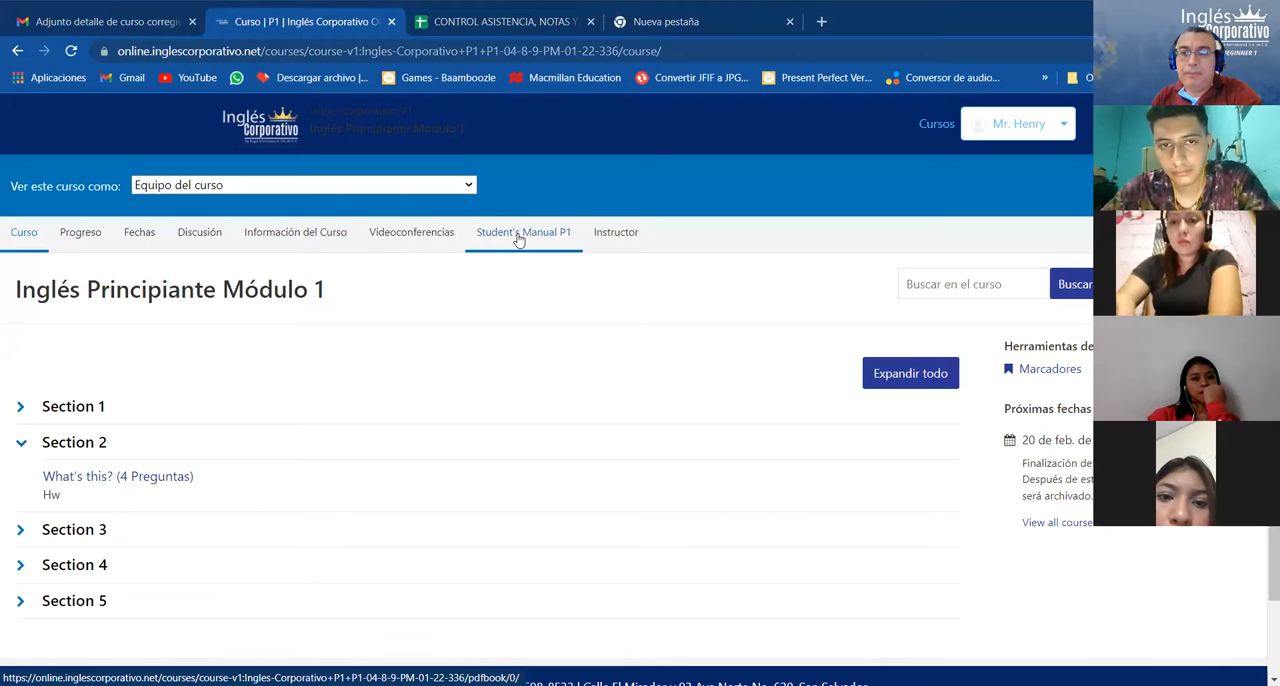 Adjunto detalle de curso corregi
Curso | P1 | Inglés Corporativo O
CONTROL ASISTENCIA, NOTAS Y
Nueva pestaña
online.inglescorporativo.net/courses/course-v1:Ingles-Corporativo+P1+P1-04-8-9-PM-01-22-336/course/
Aplicaciones
Gmail
YouTube
Descargar archivo |...
Games - Baamboozle
Macmillan Education
Convertir JFIF a JPG...
Present Perfect Ver...
Conversor de audio...
»
O
Inglés
Corporativo
BEGINNER 1
Inglés
Corporativo
Inglés Principiante Módulo 1
Cursos
Mr. Henry
Ver este curso como:
Equipo del curso
Curso
Progreso
Fechas
Discusión
Información del Curso
Videoconferencias
Student's Manual P1
Instructor
Inglés Principiante Módulo 1
Buscar en el curso
Buscar
Expandir todo
Herramientas de
Marcadores
Próximas fechas
20 de feb. de
Finalización de
Después de est
será archivado.
View all course
Section 1
Section 2
What's this? (4 Preguntas)
Hw
Section 3
Section 4
Section 5
https://online.inglescorporativo.net/courses/course-v1:Ingles-Corporativo+P1+P1-04-8-9-PM-01-22-336/pdfbook/0/